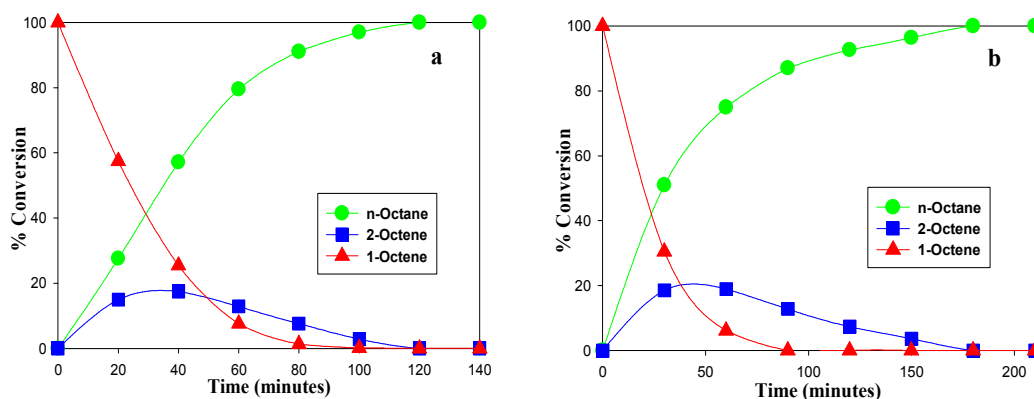 100
80
60
40
20
0
% Conversion
a
n-Octane
2-Octene
1-Octene
0 20 40 60 80 100 120 140
Time (minutes)
100
80
60
40
20
0
% Conversion
b
n-Octane
2-Octene
1-Octene
0 50 100 150 200
Time (minutes)